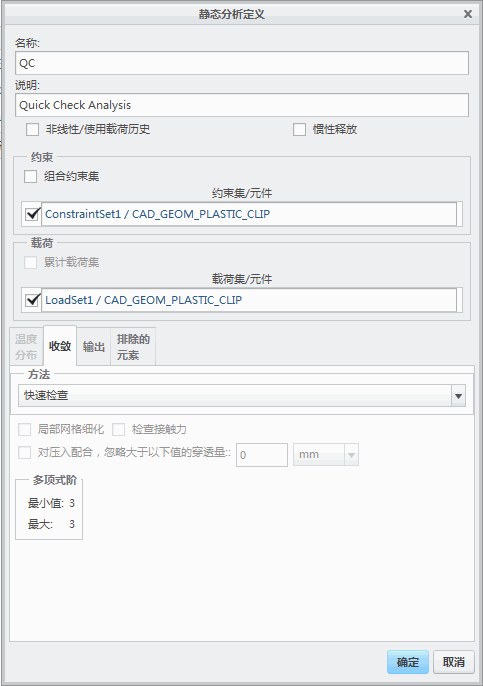 静态分析定义
名称:
QC
说明:
Quick Check Analysis
非线性/使用载荷历史 惯性释放
约束
组合约束集
约束集/元件
ConstraintSet1 / CAD_GEOM_PLASTIC_CLIP
载荷
累计载荷集
载荷集/元件
LoadSet1 / CAD_GEOM_PLASTIC_CLIP
温度分布 收敛 输出 排除的元素
方法
快速检查
局部网格细化 检查接触力
对压入配合，忽略大于以下值的穿透量:: 0 mm
多项式阶
最小值: 3
最大: 3
确定 取消